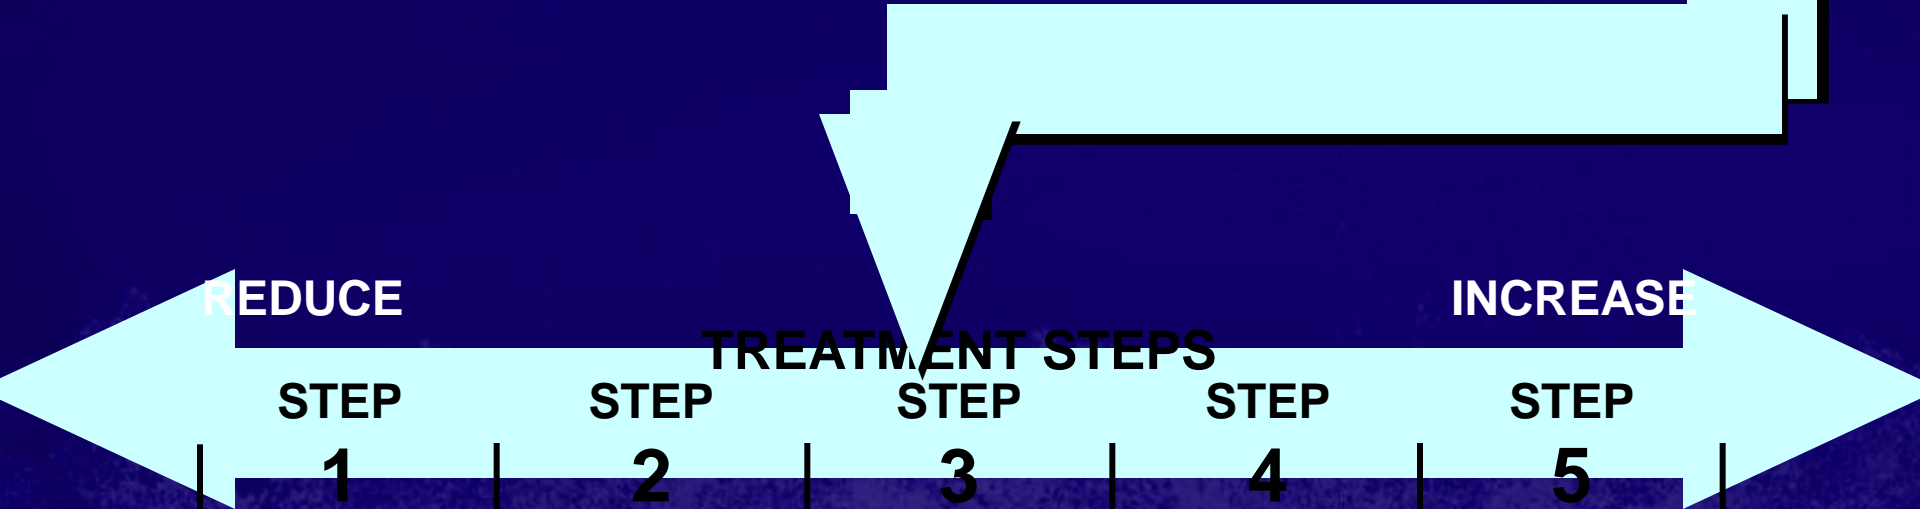 REDUCE INCREASE
TREATMENT STEPS
STEP STEP STEP STEP STEP
1 2 3 4 5